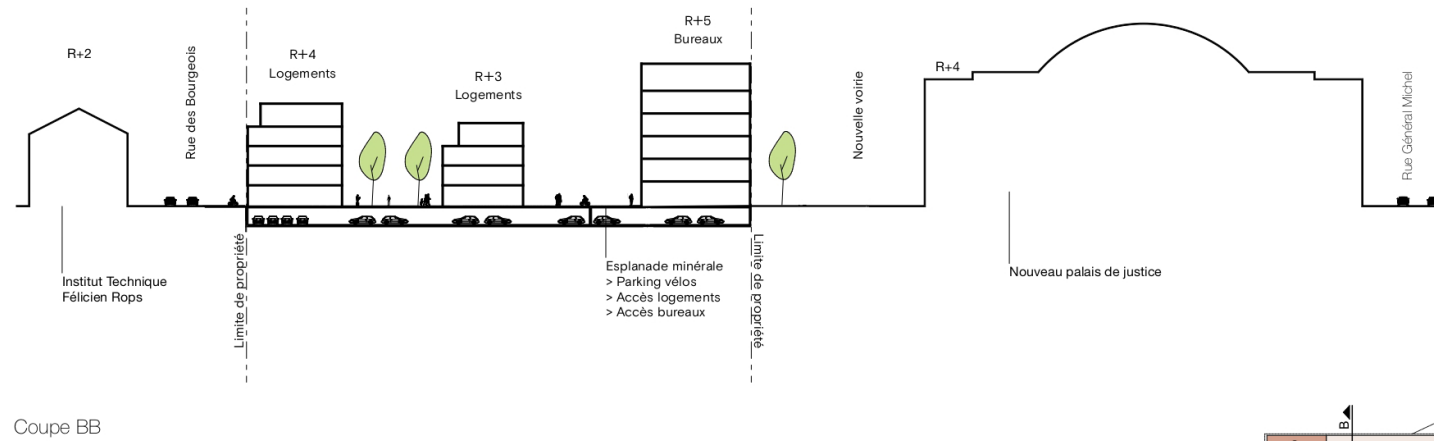 R+2
Rue des Bourgeois
R+4
Logements
R+3
Logements
R+5
Bureaux
Nouvelle voirie
R+4
Rue Général Michel
Institut Technique
Félicien Rops
Limite de propriété
Esplanade minérale
> Parking vélos
> Accès logements
> Accès bureaux
Limite de propriété
Nouveau palais de justice
Coupe BB
B